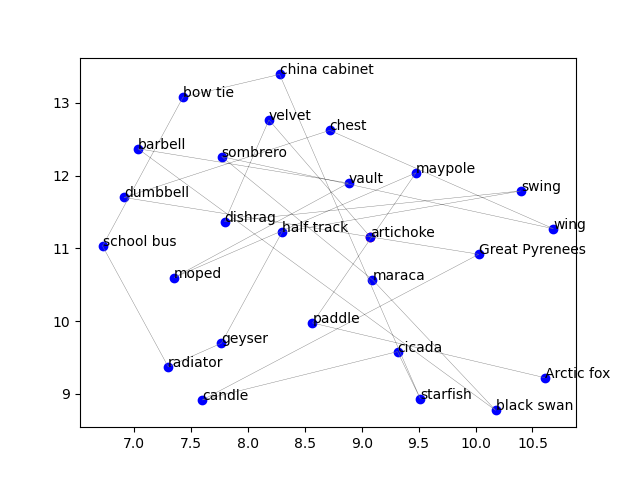 china cabinet
bow tie
velvet
chest
barbell
sombrero
maypole
vault
swing
dumbbell
dishrag
half track
artichoke
wing
school bus
Great Pyrenees
moped
maraca
paddle
geyser
cicada
radiator
Arctic fox
candle
starfish
black swan
13
12
11
10
9
7.0 7.5 8.0 8.5 9.0 9.5 10.0 10.5